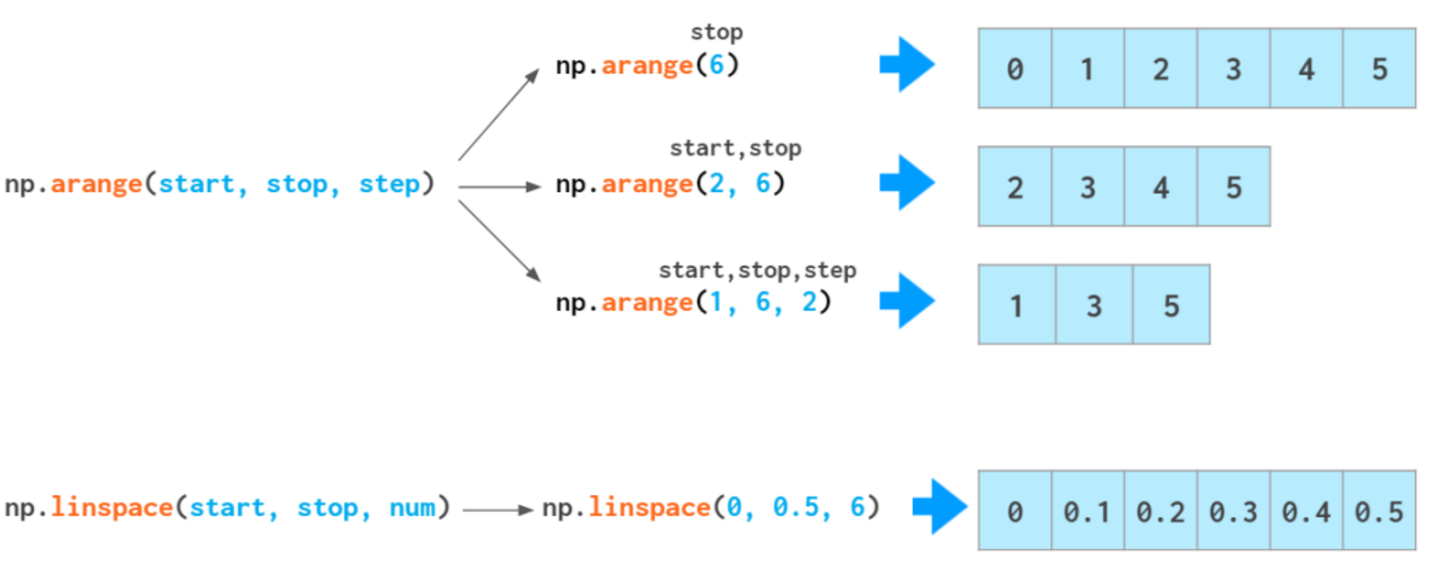 stop
np.arange(6)
0 1 2 3 4 5
start,stop
np.arange(start, stop, step)
np.arange(2, 6)
2 3 4 5
start,stop,step
np.arange(1, 6, 2)
1 3 5
np.linspace(start, stop, num)
np.linspace(0, 0.5, 6)
0 0.1 0.2 0.3 0.4 0.5